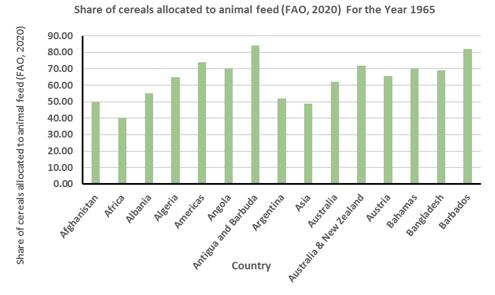 Share of cereals allocated to animal feed (FAO, 2020) For the Year 1965
Share of cereals allocated to animal feed (FAO, 2020)
90.00
80.00
70.00
60.00
50.00
40.00
30.00
20.00
10.00
0.00
Afghanistan
Africa
Albania
Algeria
Americas
Angola
Antigua and Barbuda
Argentina
Asia
Australia
Australia & New Zealand
Austria
Bahamas
Bangladesh
Barbados
Country